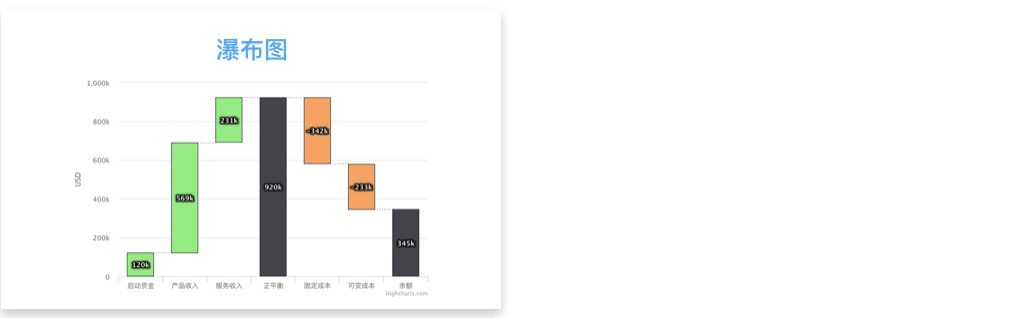 瀑布图
1,000k
800k
600k
400k
200k
0
USD
120k
569k
231k
920k
-342k
-233k
345k
启动资金
产品收入
服务收入
正平衡
固定成本
可变成本
余额
Highcharts.com